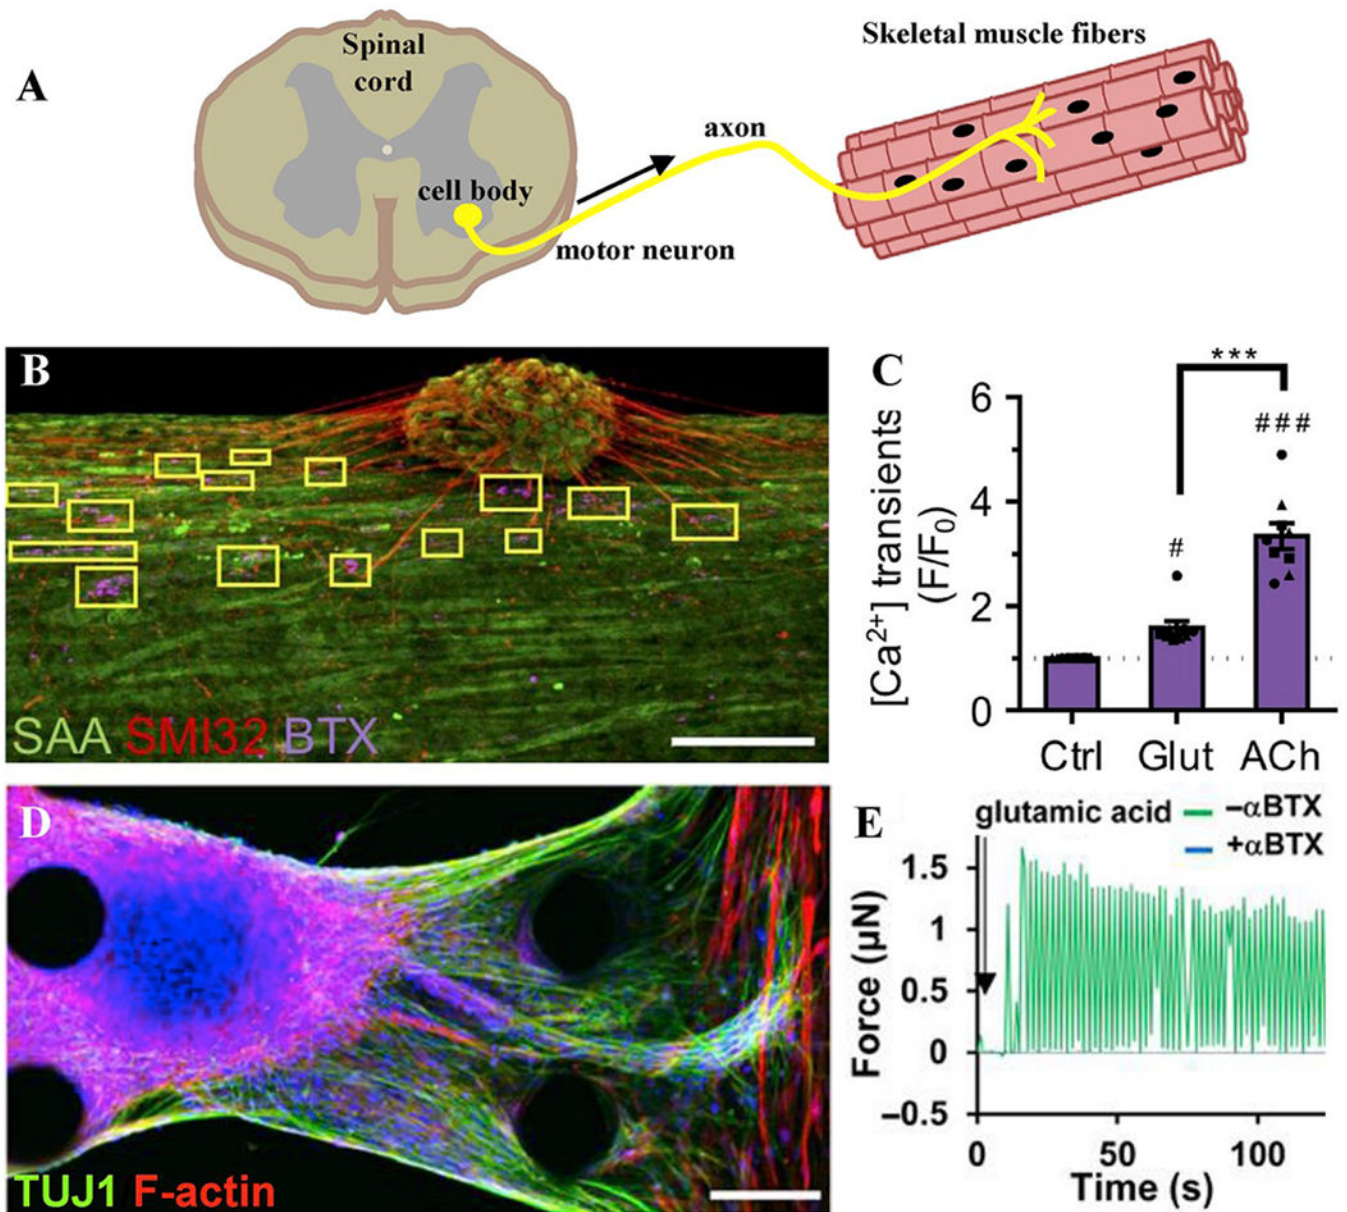 A
Spinal
cord
cell body
motor neuron
axon
Skeletal muscle fibers
B
SAA SMI32 BTX
C
[Ca²⁺] transients
(F/F₀)
6
4
2
0
***
#
###
Ctrl Glut ACh
D
TUJ1 F-actin
E
glutamic acid
−αBTX
+αBTX
Force (µN)
1.5
1
0.5
0
−0.5
0 50 100
Time (s)